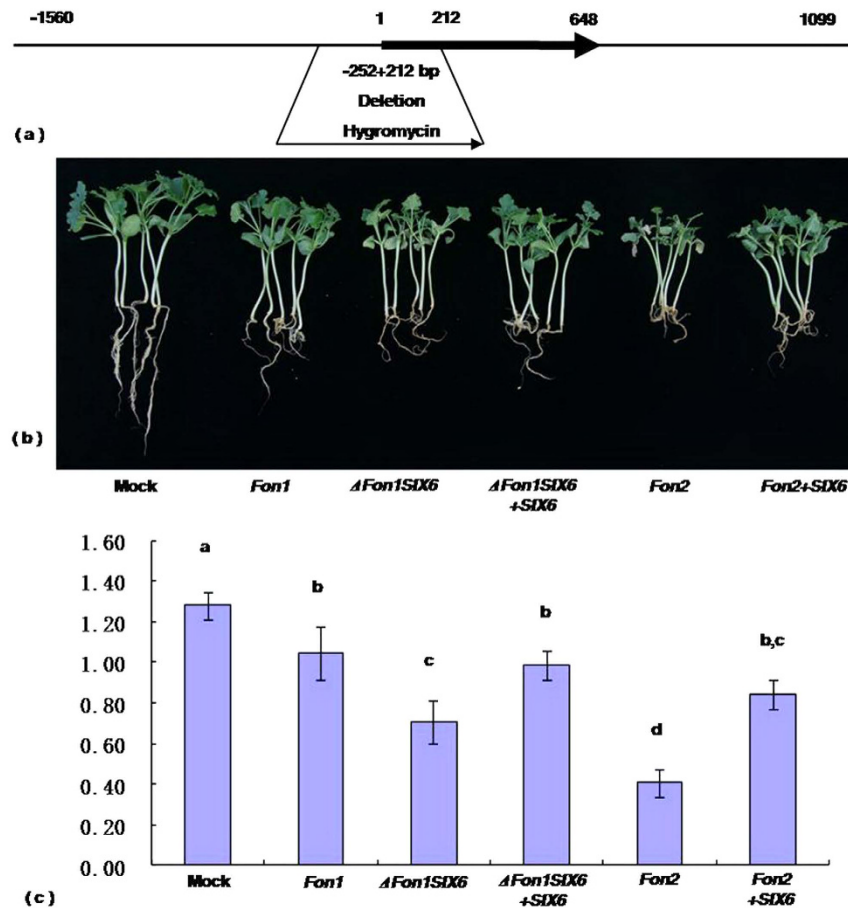 -1560 1 212 648 1099
-252+212 bp
Deletion
Hygromycin
(a)
(b)
Mock Fon1 ΔFon1SIX6 ΔFon1SIX6 Fon2 Fon2+SIX6
+SIX6
1.60
a
1.40
b
b
1.20
c
b,c
1.00
0.80
d
0.60
0.40
0.20
0.00
Mock Fon1 ΔFon1SIX6 ΔFon1SIX6 Fon2 Fon2
+SIX6 +SIX6
(c)